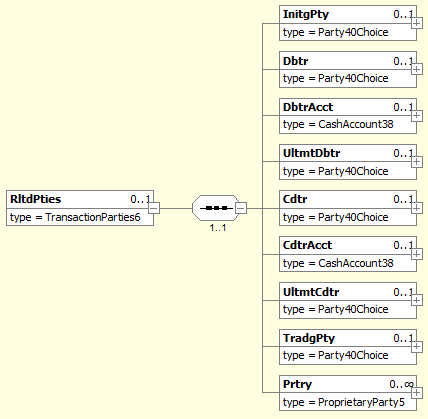 InitgPty 0..1
type = Party40Choice
Dbtr 0..1
type = Party40Choice
DbtrAcct 0..1
type = CashAccount38
UltmtDbtr 0..1
type = Party40Choice
RltdPties 0..1
type = TransactionParties6
1..1
Cdtr 0..1
type = Party40Choice
CdtrAcct 0..1
type = CashAccount38
UltmtCdtr 0..1
type = Party40Choice
TradgPty 0..1
type = Party40Choice
Prtry 0..∞
type = ProprietaryParty5